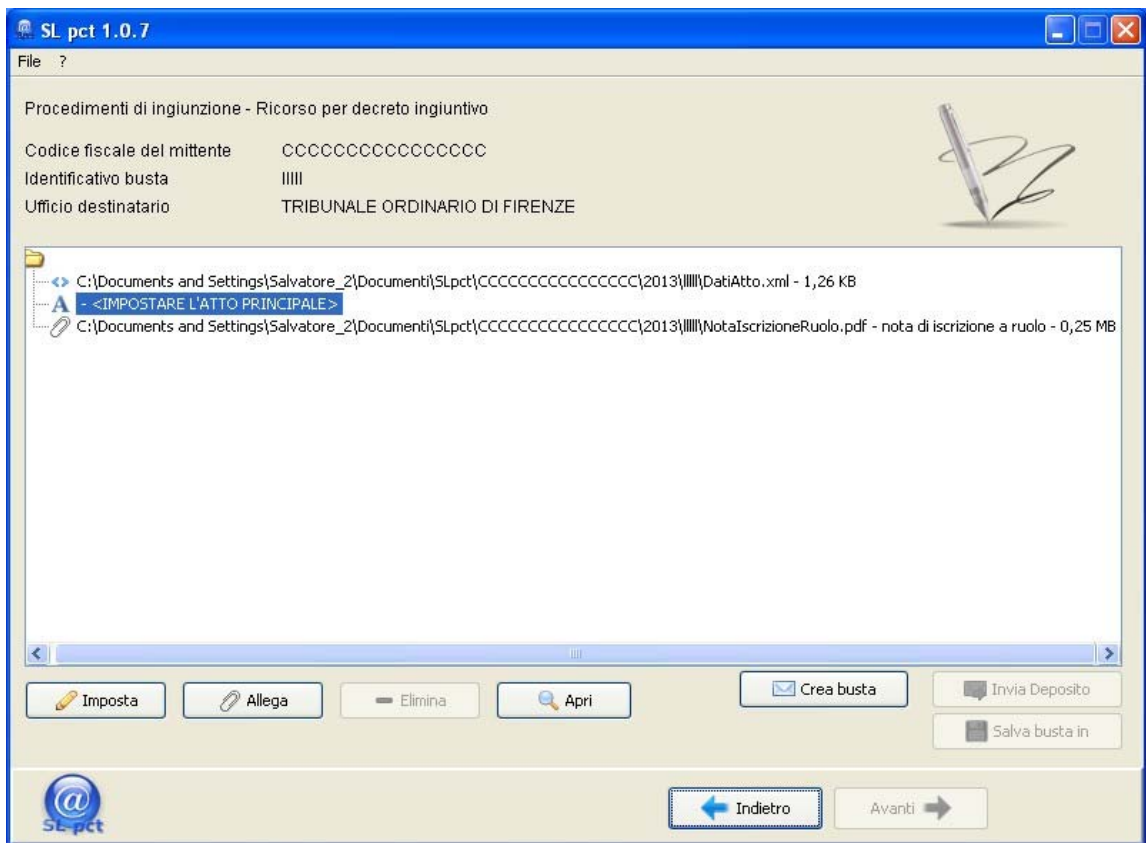 SL pct 1.0.7
File ?
Procedimenti di ingiunzione - Ricorso per decreto ingiuntivo
Codice fiscale del mittente CCCCCCCCCCCCCCCC
Identificativo busta lllll
Ufficio destinatario TRIBUNALE ORDINARIO DI FIRENZE
C:\Documents and Settings\Salvatore_2\Documenti\SLpct\CCCCCCCCCCCCCCCC\2013\lllll\DatiAtto.xml - 1,26 KB
A - <IMPOSTARE L'ATTO PRINCIPALE>
C:\Documents and Settings\Salvatore_2\Documenti\SLpct\CCCCCCCCCCCCCCCC\2013\lllll\NotaIscrizioneRuolo.pdf - nota di iscrizione a ruolo - 0,25 MB
Imposta Allega Elimina Apri Crea busta Invia Deposito
Salva busta in
@ SL-pct
Indietro Avanti